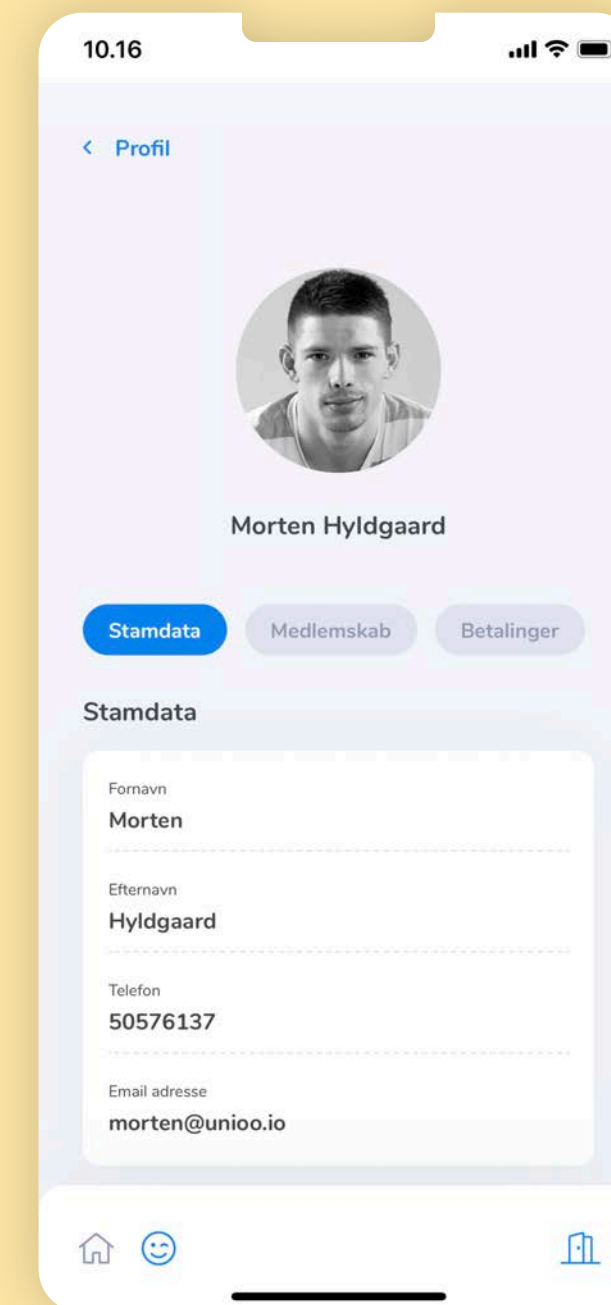 10.16
Profil
Morten Hyldgaard
Stamdata Medlemskab Betalinger
Stamdata
Fornavn
Morten
Efternavn
Hyldgaard
Telefon
50576137
Email adresse
morten@unioo.io